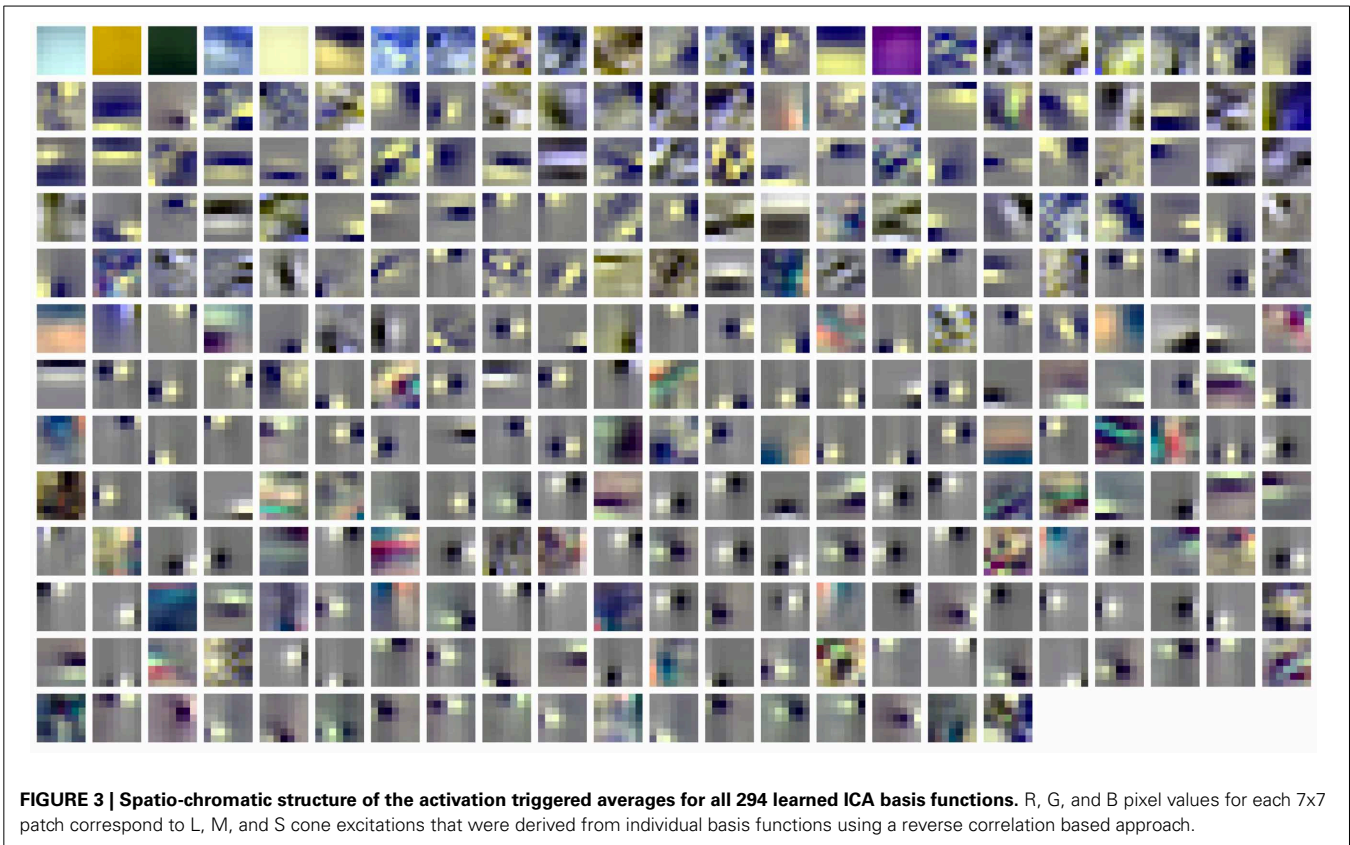 FIGURE 3 | Spatio-chromatic structure of the activation triggered averages for all 294 learned ICA basis functions. R, G, and B pixel values for each 7x7
patch correspond to L, M, and S cone excitations that were derived from individual basis functions using a reverse correlation based approach.